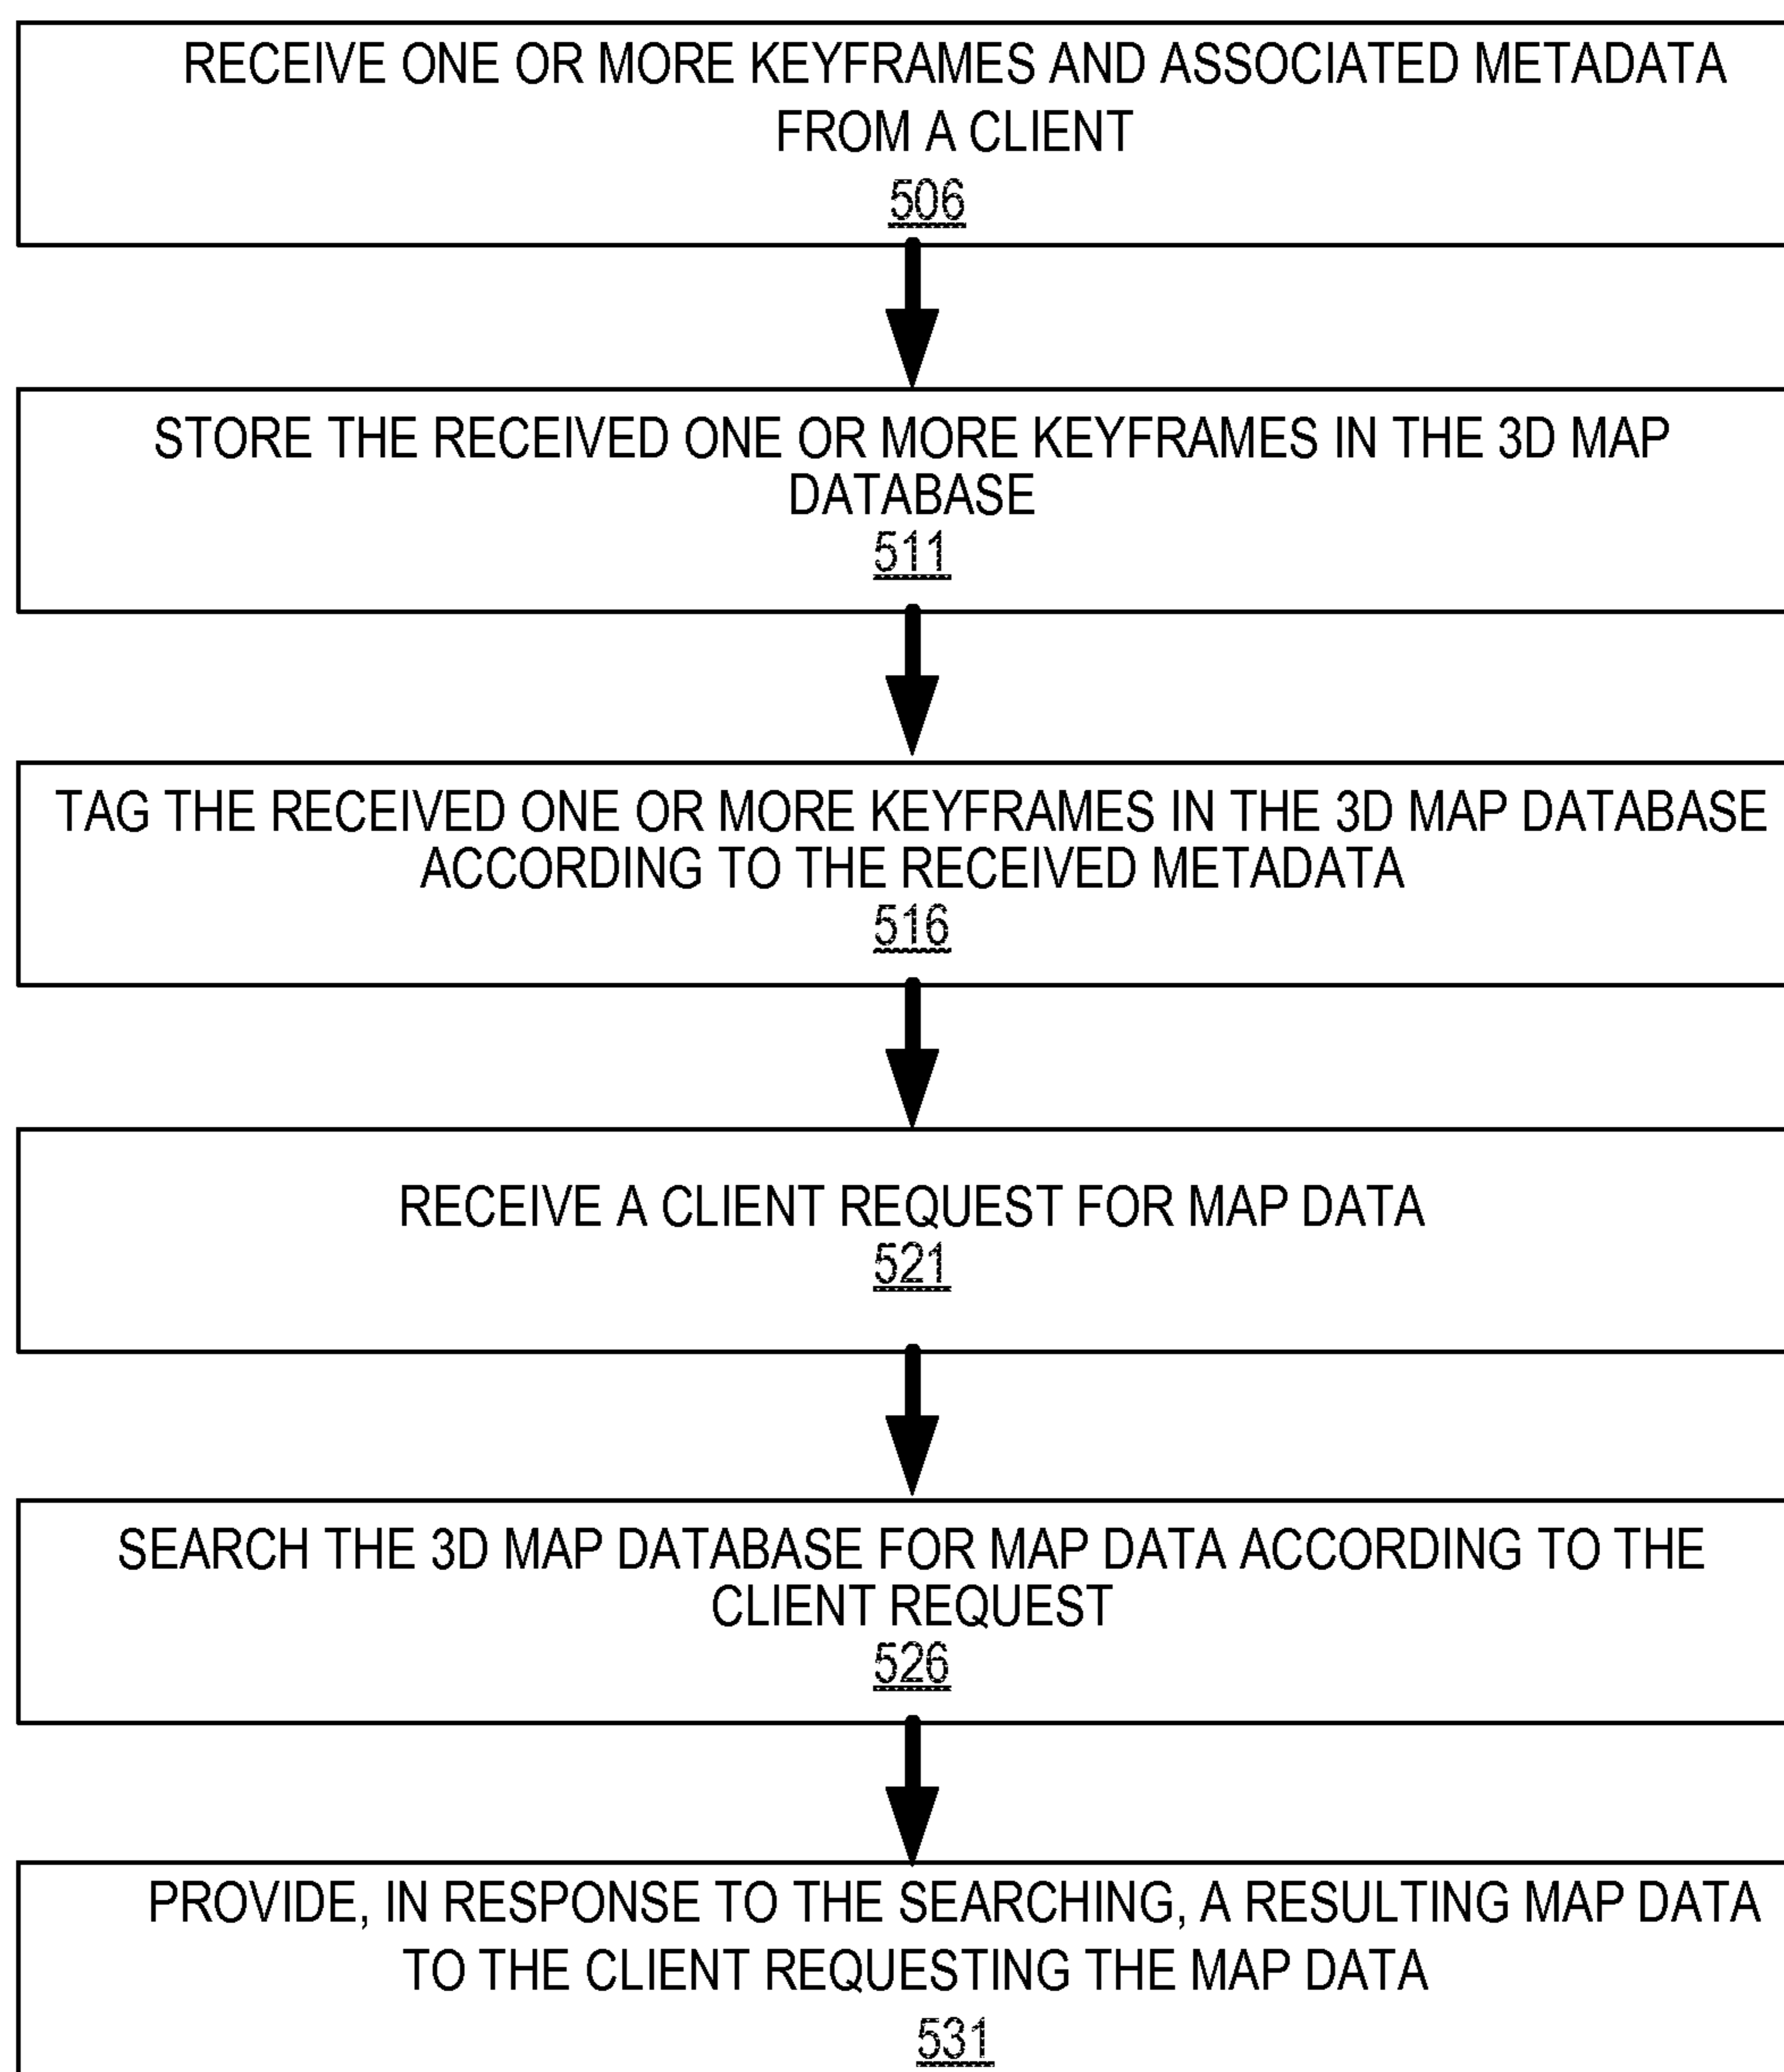 RECEIVE ONE OR MORE KEYFRAMES AND ASSOCIATED METADATA
FROM A CLIENT
506
STORE THE RECEIVED ONE OR MORE KEYFRAMES IN THE 3D MAP
DATABASE
511
TAG THE RECEIVED ONE OR MORE KEYFRAMES IN THE 3D MAP DATABASE
ACCORDING TO THE RECEIVED METADATA
516
RECEIVE A CLIENT REQUEST FOR MAP DATA
521
SEARCH THE 3D MAP DATABASE FOR MAP DATA ACCORDING TO THE
CLIENT REQUEST
526
PROVIDE, IN RESPONSE TO THE SEARCHING, A RESULTING MAP DATA
TO THE CLIENT REQUESTING THE MAP DATA
531